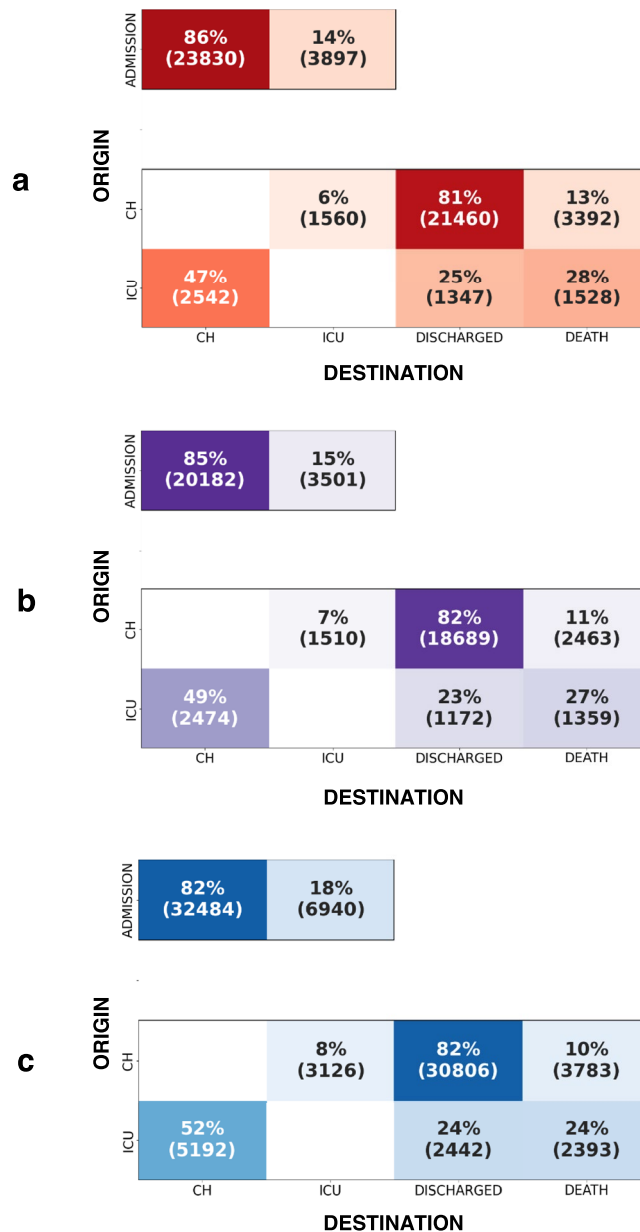 ADMISSION
86% 14%
(23830) (3897)
a
ORIGIN
CH
6% 81% 13%
(1560) (21460) (3392)
ICU
47% 25% 28%
(2542) (1347) (1528)
CH ICU DISCHARGED DEATH
DESTINATION
ADMISSION
85% 15%
(20182) (3501)
b
ORIGIN
CH
7% 82% 11%
(1510) (18689) (2463)
ICU
49% 23% 27%
(2474) (1172) (1359)
CH ICU DISCHARGED DEATH
DESTINATION
ADMISSION
82% 18%
(32484) (6940)
c
ORIGIN
CH
8% 82% 10%
(3126) (30806) (3783)
ICU
52% 24% 24%
(5192) (2442) (2393)
CH ICU DISCHARGED DEATH
DESTINATION